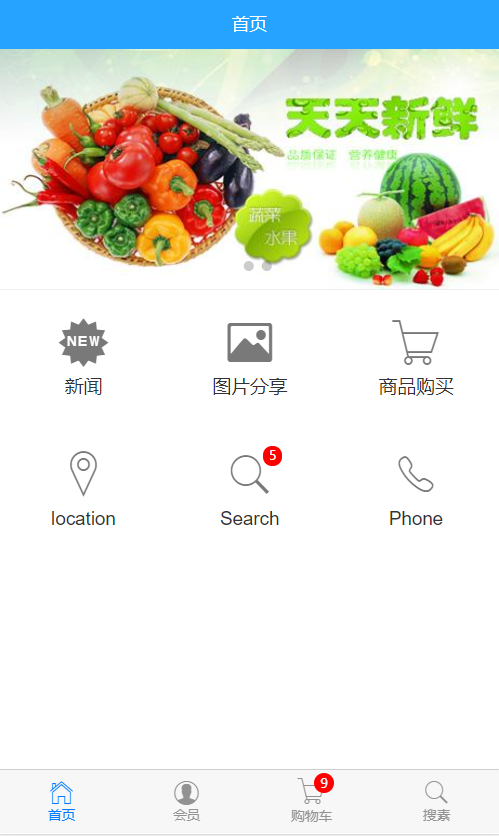 首页
天天新鲜
品质保证 营养健康
蔬菜
水果
NEW
新闻 图片分享 商品购买
5
location Search Phone
9
首页 会员 购物车 搜素